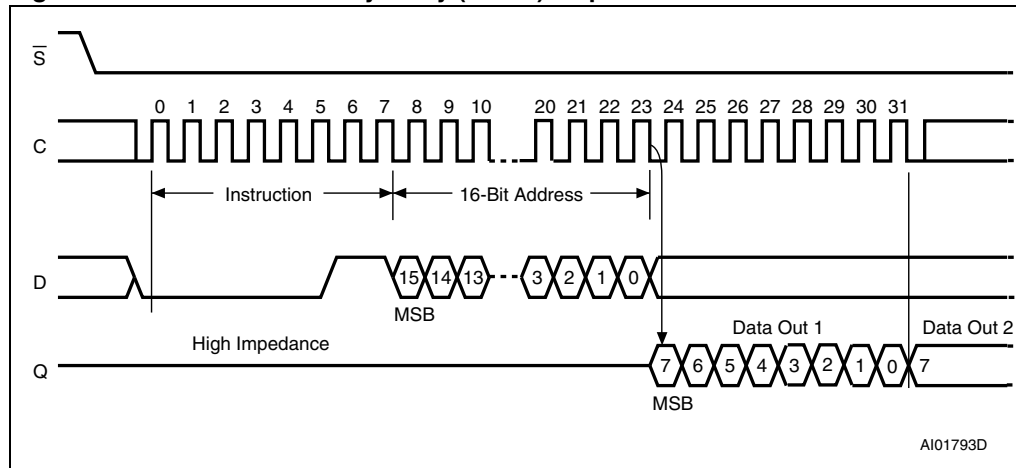 S
0 1 2 3 4 5 6 7 8 9 10 20 21 22 23 24 25 26 27 28 29 30 31
C
Instruction 16-Bit Address
D 15 14 13 3 2 1 0
MSB
High Impedance Data Out 1 Data Out 2
Q 7 6 5 4 3 2 1 0 7
MSB
AI01793D